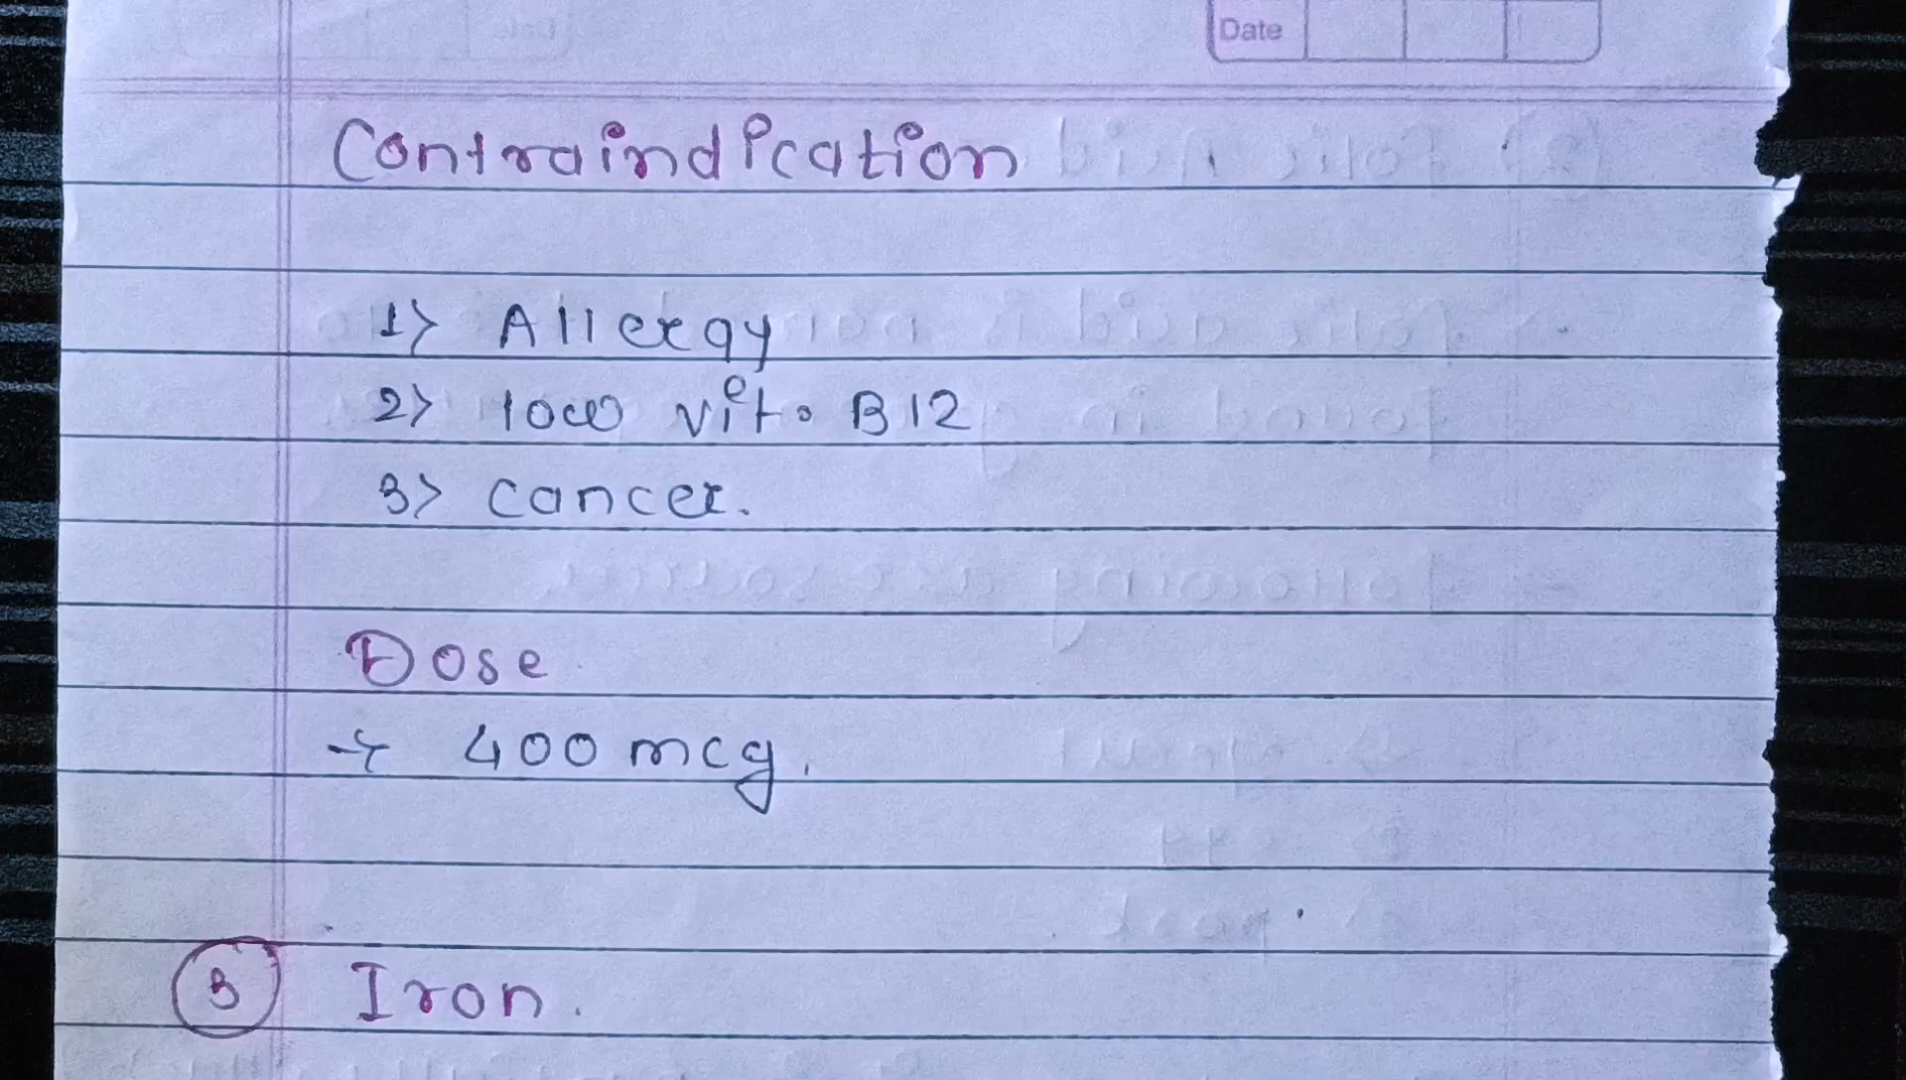 Date
Contraindication
1> Allergy
2> low vit. B12
3> cancer.
Dose
→ 400 mcg.
3 Iron.